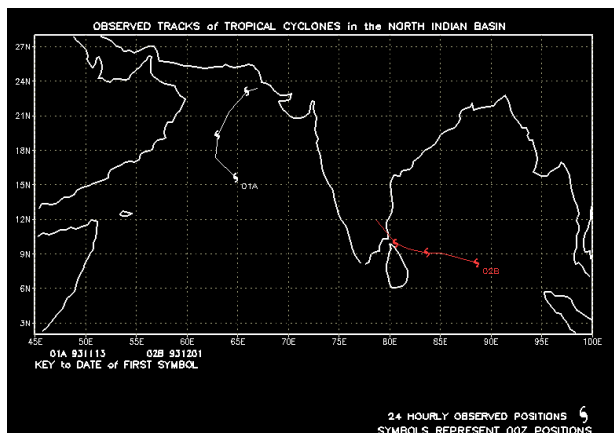 OBSERVED TRACKS of TROPICAL CYCLONES in the NORTH INDIAN BASIN
27N
24N
21N
18N
15N
12N
9N
6N
3N
01A
02B
45E 50E 55E 60E 65E 70E 75E 80E 85E 90E 95E 100E
01A 931113 02B 931201
KEY to DATE of FIRST SYMBOL
24 HOURLY OBSERVED POSITIONS
SYMBOLS REPRESENT 00Z POSITIONS